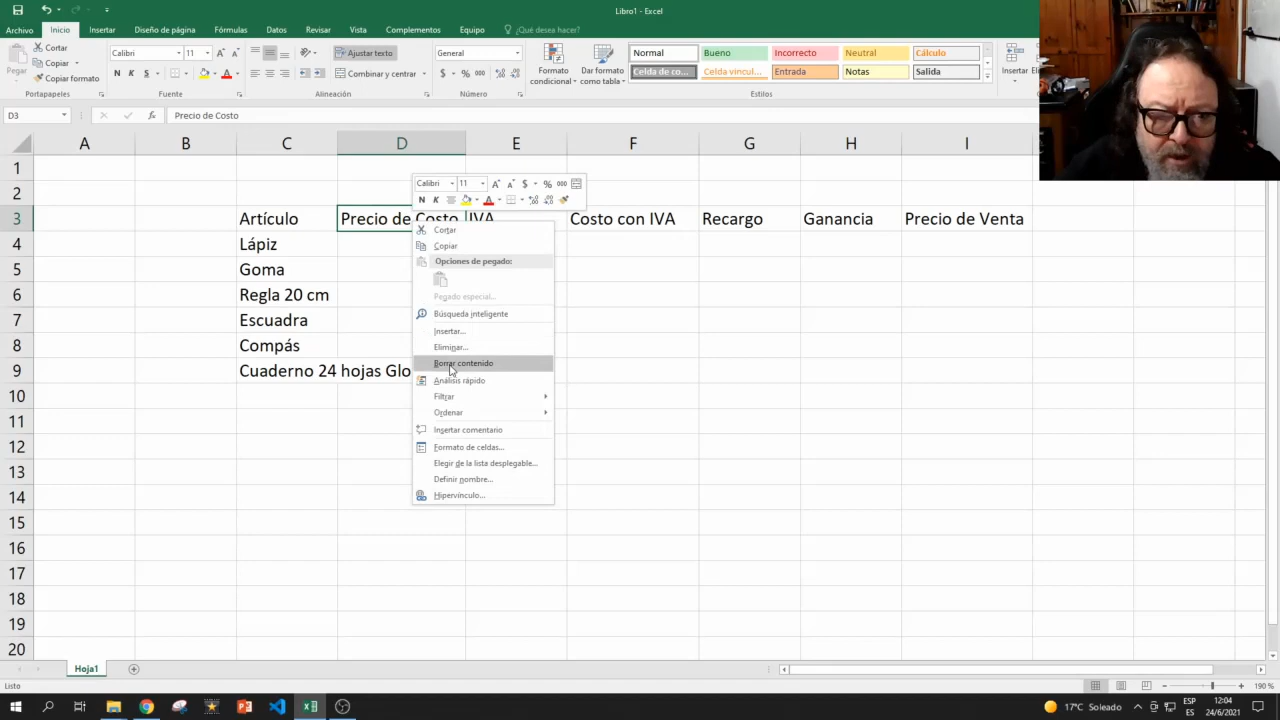 Libro1 - Excel
Archivo Inicio Insertar Diseño de página Fórmulas Datos Revisar Vista Complementos Equipo ¿Qué desea hacer?
Cortar
Copiar
Copiar formato
Pegar
Portapapeles
Calibri 11
N K S
Fuente
Ajustar texto
Combinar y centrar
Alineación
General
$ % 000
Número
Formato condicional
Dar formato como tabla
Normal Bueno Incorrecto Neutral Cálculo
Celda de co... Celda vincul... Entrada Notas Salida
Estilos
Insertar
D3 fx Precio de Costo
A B C D E F G H I
Calibri 11 A A $ % 000
N K A
1
2
3 Artículo Precio de Costo IVA Costo con IVA Recargo Ganancia Precio de Venta
4 Lápiz
5 Goma
6 Regla 20 cm
7 Escuadra
8 Compás
9 Cuaderno 24 hojas Glo
10
11
12
13
14
15
16
17
18
19
20
Cortar
Copiar
Opciones de pegado:
Pegado especial...
Búsqueda inteligente
Insertar...
Eliminar...
Borrar contenido
Análisis rápido
Filtrar
Ordenar
Insertar comentario
Formato de celdas...
Elegir de la lista desplegable...
Definir nombre...
Hipervínculo...
Hoja1
Listo
190 %
17°C Soleado
ESP
ES
12:04
24/6/2021